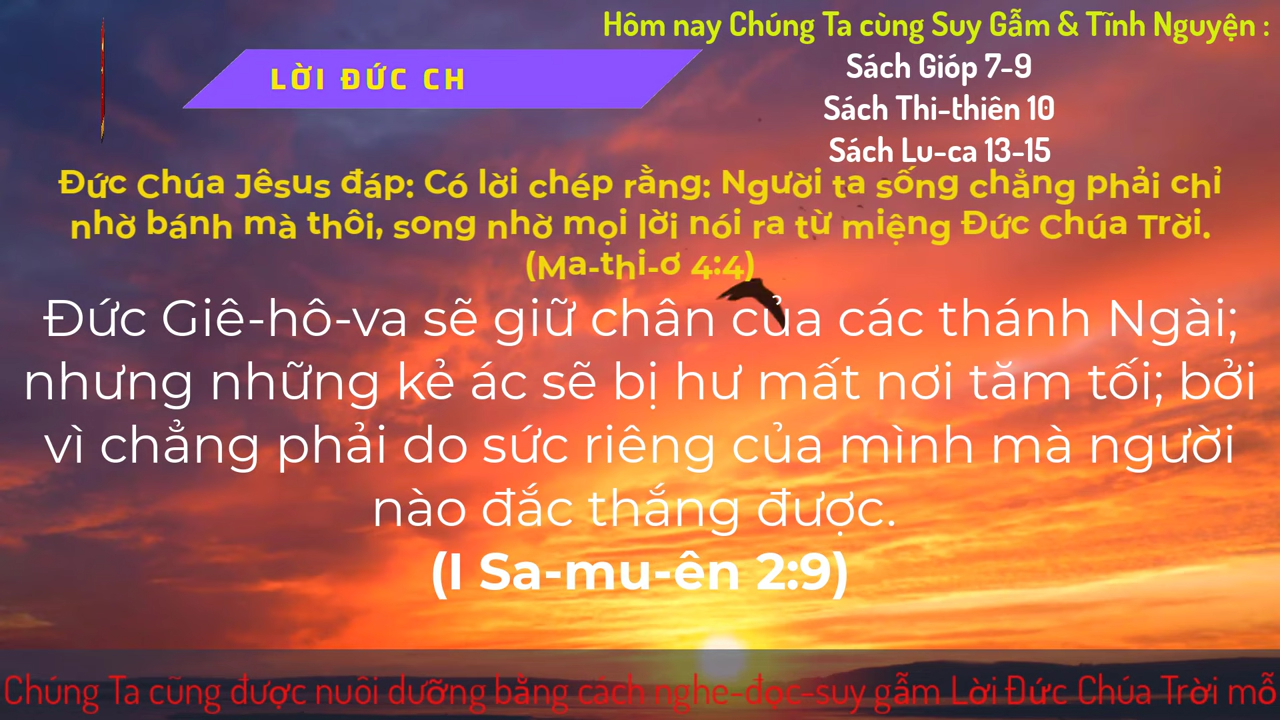 Hôm nay Chúng Ta cùng Suy Gẫm & Tĩnh Nguyện :
Sách Gióp 7-9
Sách Thi-thiên 10
Sách Lu-ca 13-15
LỜI ĐỨC CH
Đức Chúa Jêsus đáp: Có lời chép rằng: Người ta sống chẳng phải chỉ
nhờ bánh mà thôi, song nhờ mọi lời nói ra từ miệng Đức Chúa Trời.
(Ma-thi-ơ 4:4)
Đức Giê-hô-va sẽ giữ chân của các thánh Ngài;
nhưng những kẻ ác sẽ bị hư mất nơi tăm tối; bởi
vì chẳng phải do sức riêng của mình mà người
nào đắc thắng được.
(I Sa-mu-ên 2:9)
Chúng Ta cũng được nuôi dưỡng bằng cách nghe-đọc-suy gẫm Lời Đức Chúa Trời mỗ